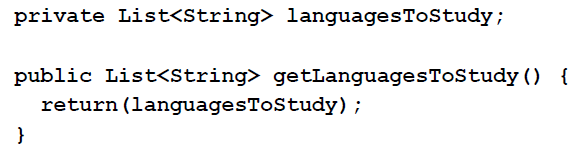 private List<String> languagesToStudy;
public List<String> getLanguagesToStudy() {
return(languagesToStudy);
}